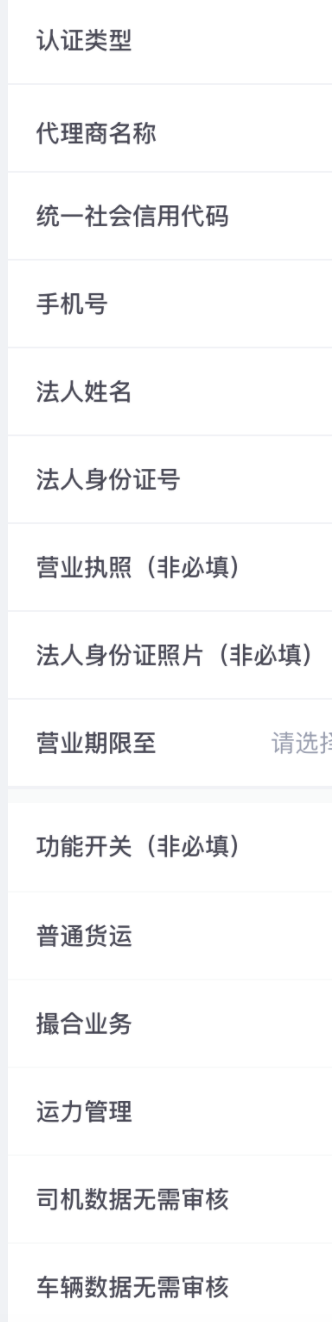 认证类型
代理商名称
统一社会信用代码
手机号
法人姓名
法人身份证号
营业执照（非必填）
法人身份证照片（非必填）
营业期限至 请选择
功能开关（非必填）
普通货运
撮合业务
运力管理
司机数据无需审核
车辆数据无需审核